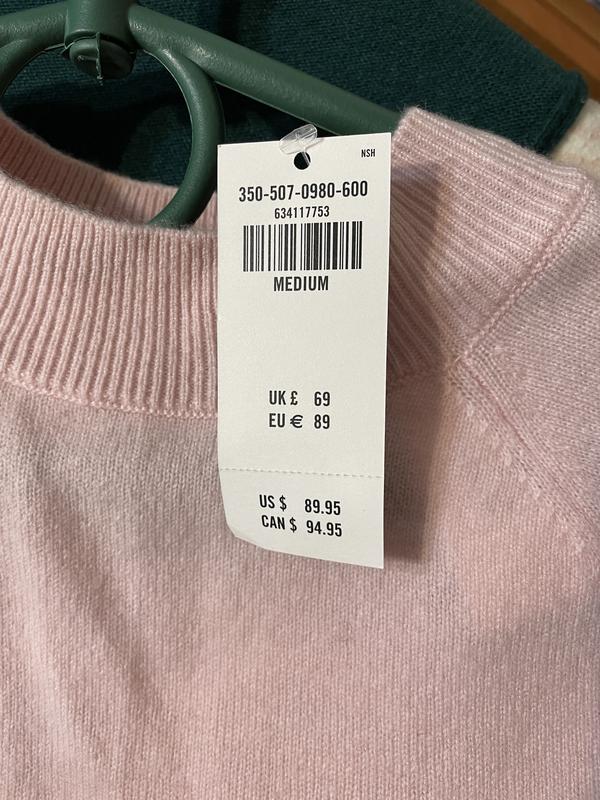 NSH
350-507-0980-600
634117753
MEDIUM
UK £ 69
EU € 89
US $ 89.95
CAN $ 94.95